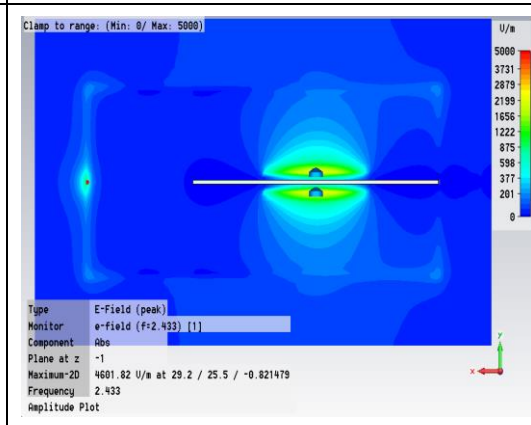 Clamp to range: (Min: 0/ Max: 5000)
V/m
5000
3731
2879
2199
1656
1222
875
598
377
201
0
Type E-Field (peak)
Monitor e-field (f=2.433) [1]
Component Abs
Plane at z -1
Maximum-2D 4601.82 V/m at 29.2 / 25.5 / -0.821479
Frequency 2.433
Amplitude Plot
y
x